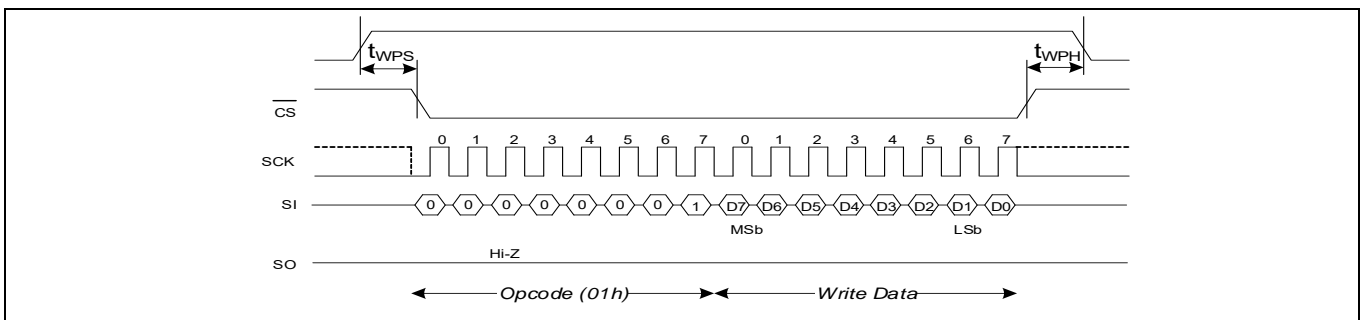 tWPS tWPH
CS
0 1 2 3 4 5 6 7 0 1 2 3 4 5 6 7
SCK
SI 0 0 0 0 0 0 0 1 D7 D6 D5 D4 D3 D2 D1 D0
MSb LSb
Hi-Z
SO
Opcode (01h) Write Data